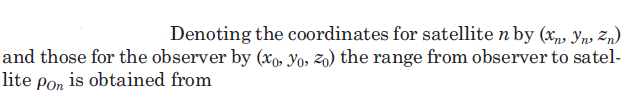 Denoting the coordinates for satellite n by (xₙ, yₙ, zₙ)
and those for the observer by (x₀, y₀, z₀) the range from observer to satel-
lite ρ₀ₙ is obtained from